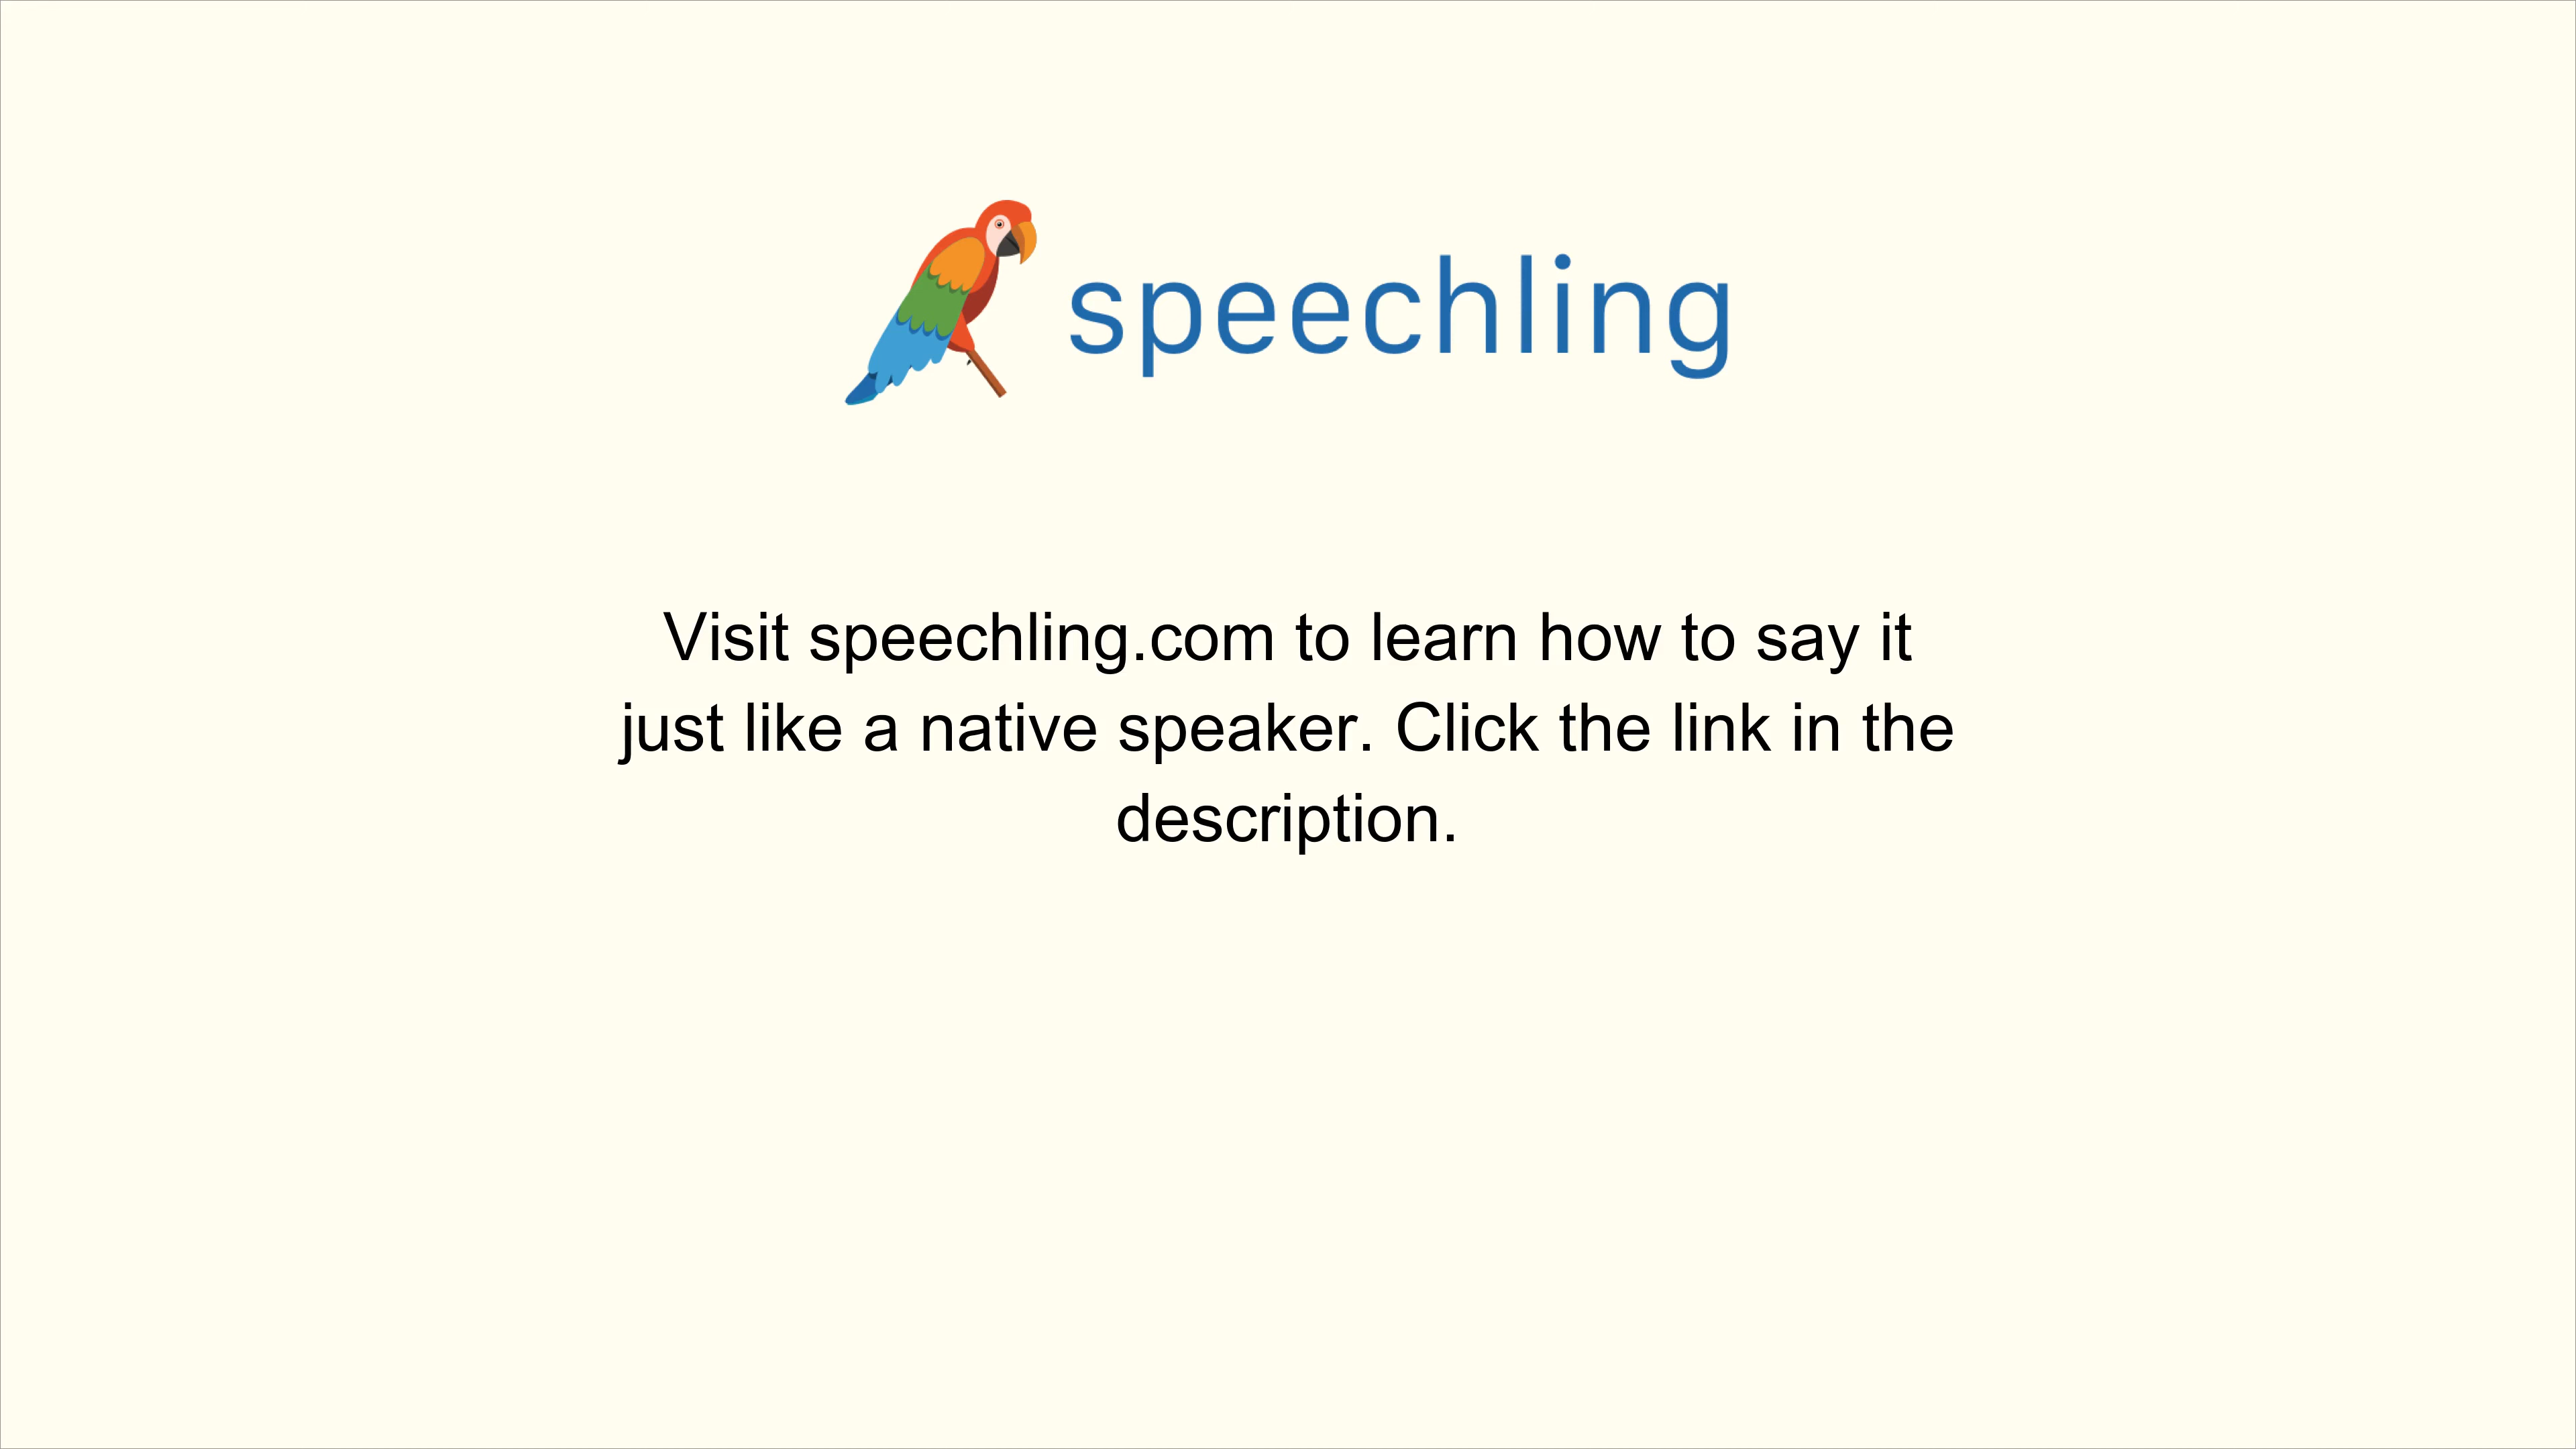 speechling
Visit speechling.com to learn how to say it
just like a native speaker. Click the link in the
description.